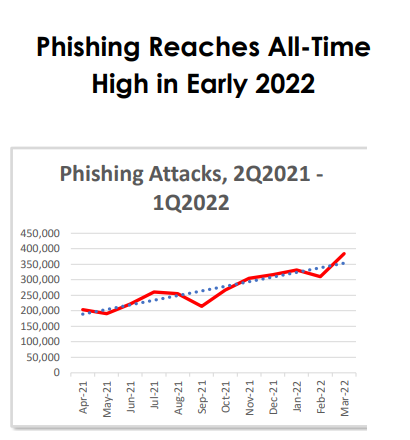 Phishing Reaches All-Time
High in Early 2022
Phishing Attacks, 2Q2021 -
1Q2022
450,000
400,000
350,000
300,000
250,000
200,000
150,000
100,000
50,000
0
Apr-21
May-21
Jun-21
Jul-21
Aug-21
Sep-21
Oct-21
Nov-21
Dec-21
Jan-22
Feb-22
Mar-22